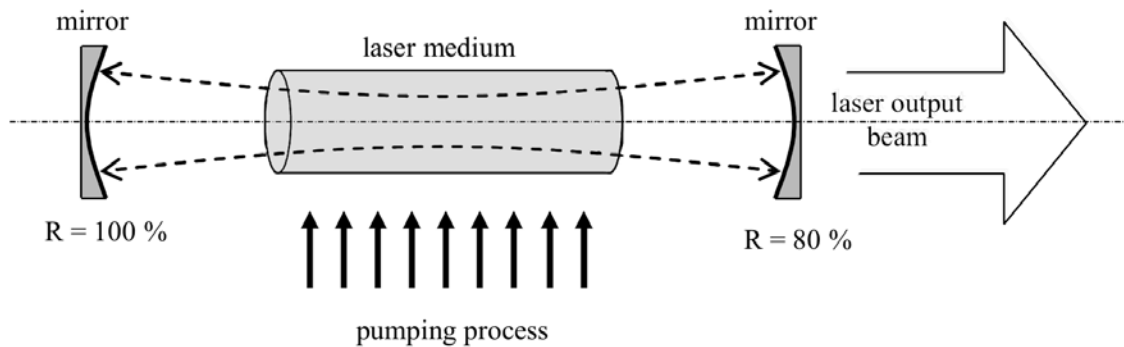 mirror
laser medium
mirror
laser output
beam
R = 100 %
R = 80 %
pumping process